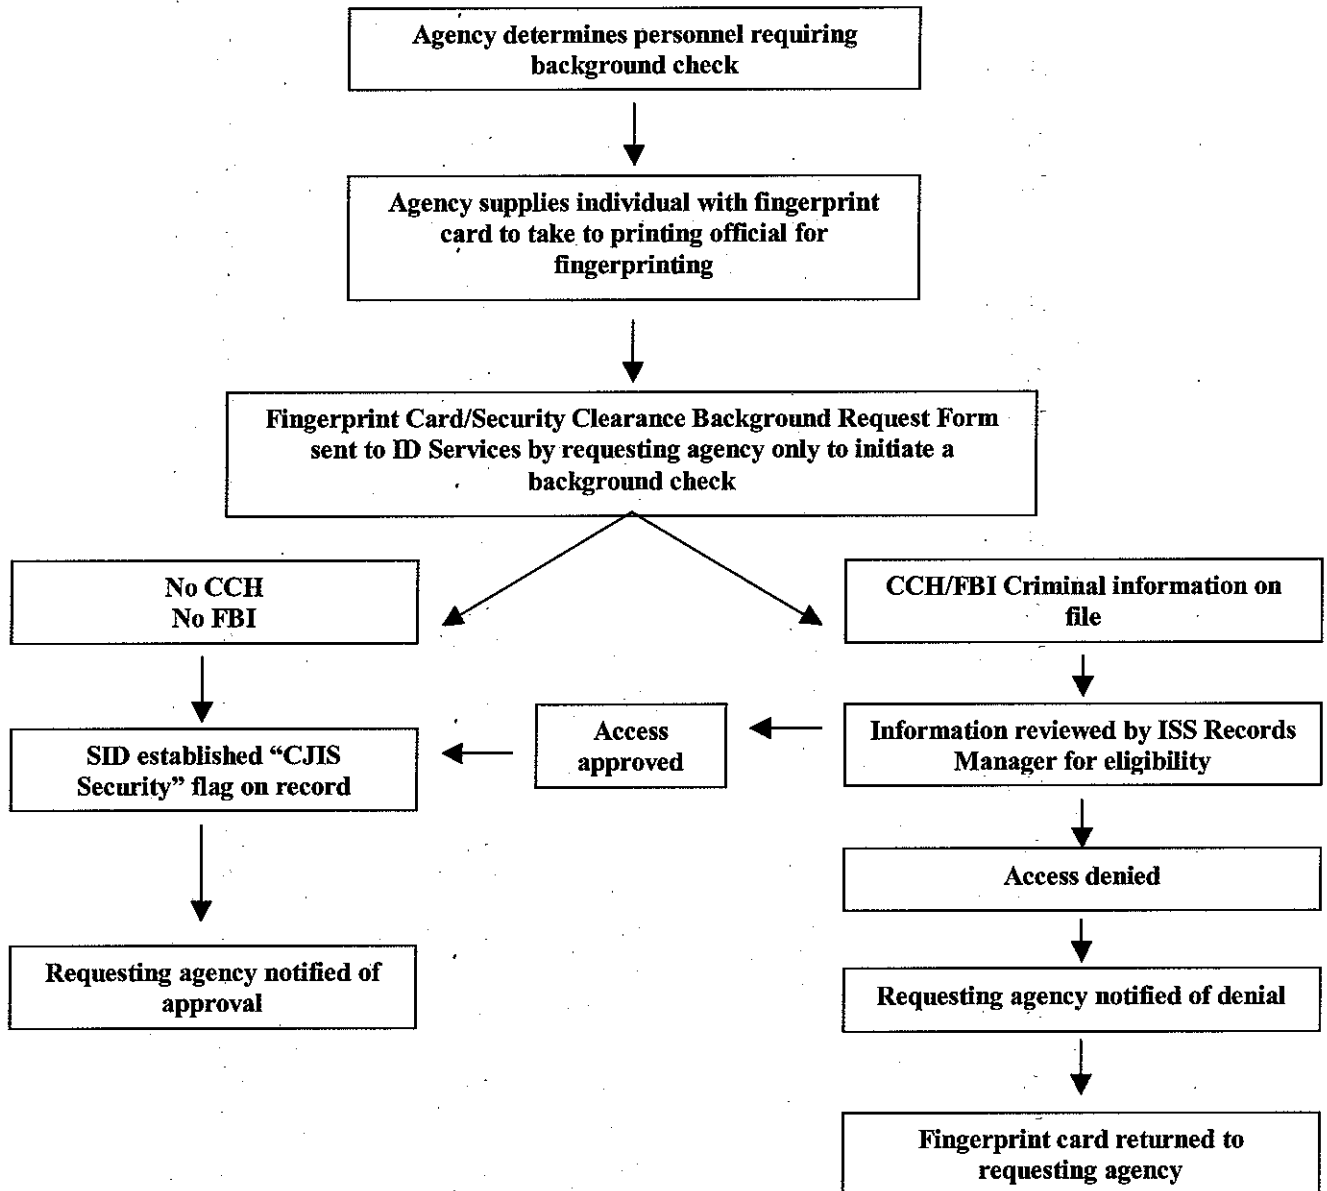 Agency determines personnel requiring
background check
Agency supplies individual with fingerprint
card to take to printing official for
fingerprinting
Fingerprint Card/Security Clearance Background Request Form
sent to ID Services by requesting agency only to initiate a
background check
No CCH
No FBI
CCH/FBI Criminal information on
file
SID established “CJIS
Security” flag on record
Access
approved
Information reviewed by ISS Records
Manager for eligibility
Access denied
Requesting agency notified of
approval
Requesting agency notified of denial
Fingerprint card returned to
requesting agency